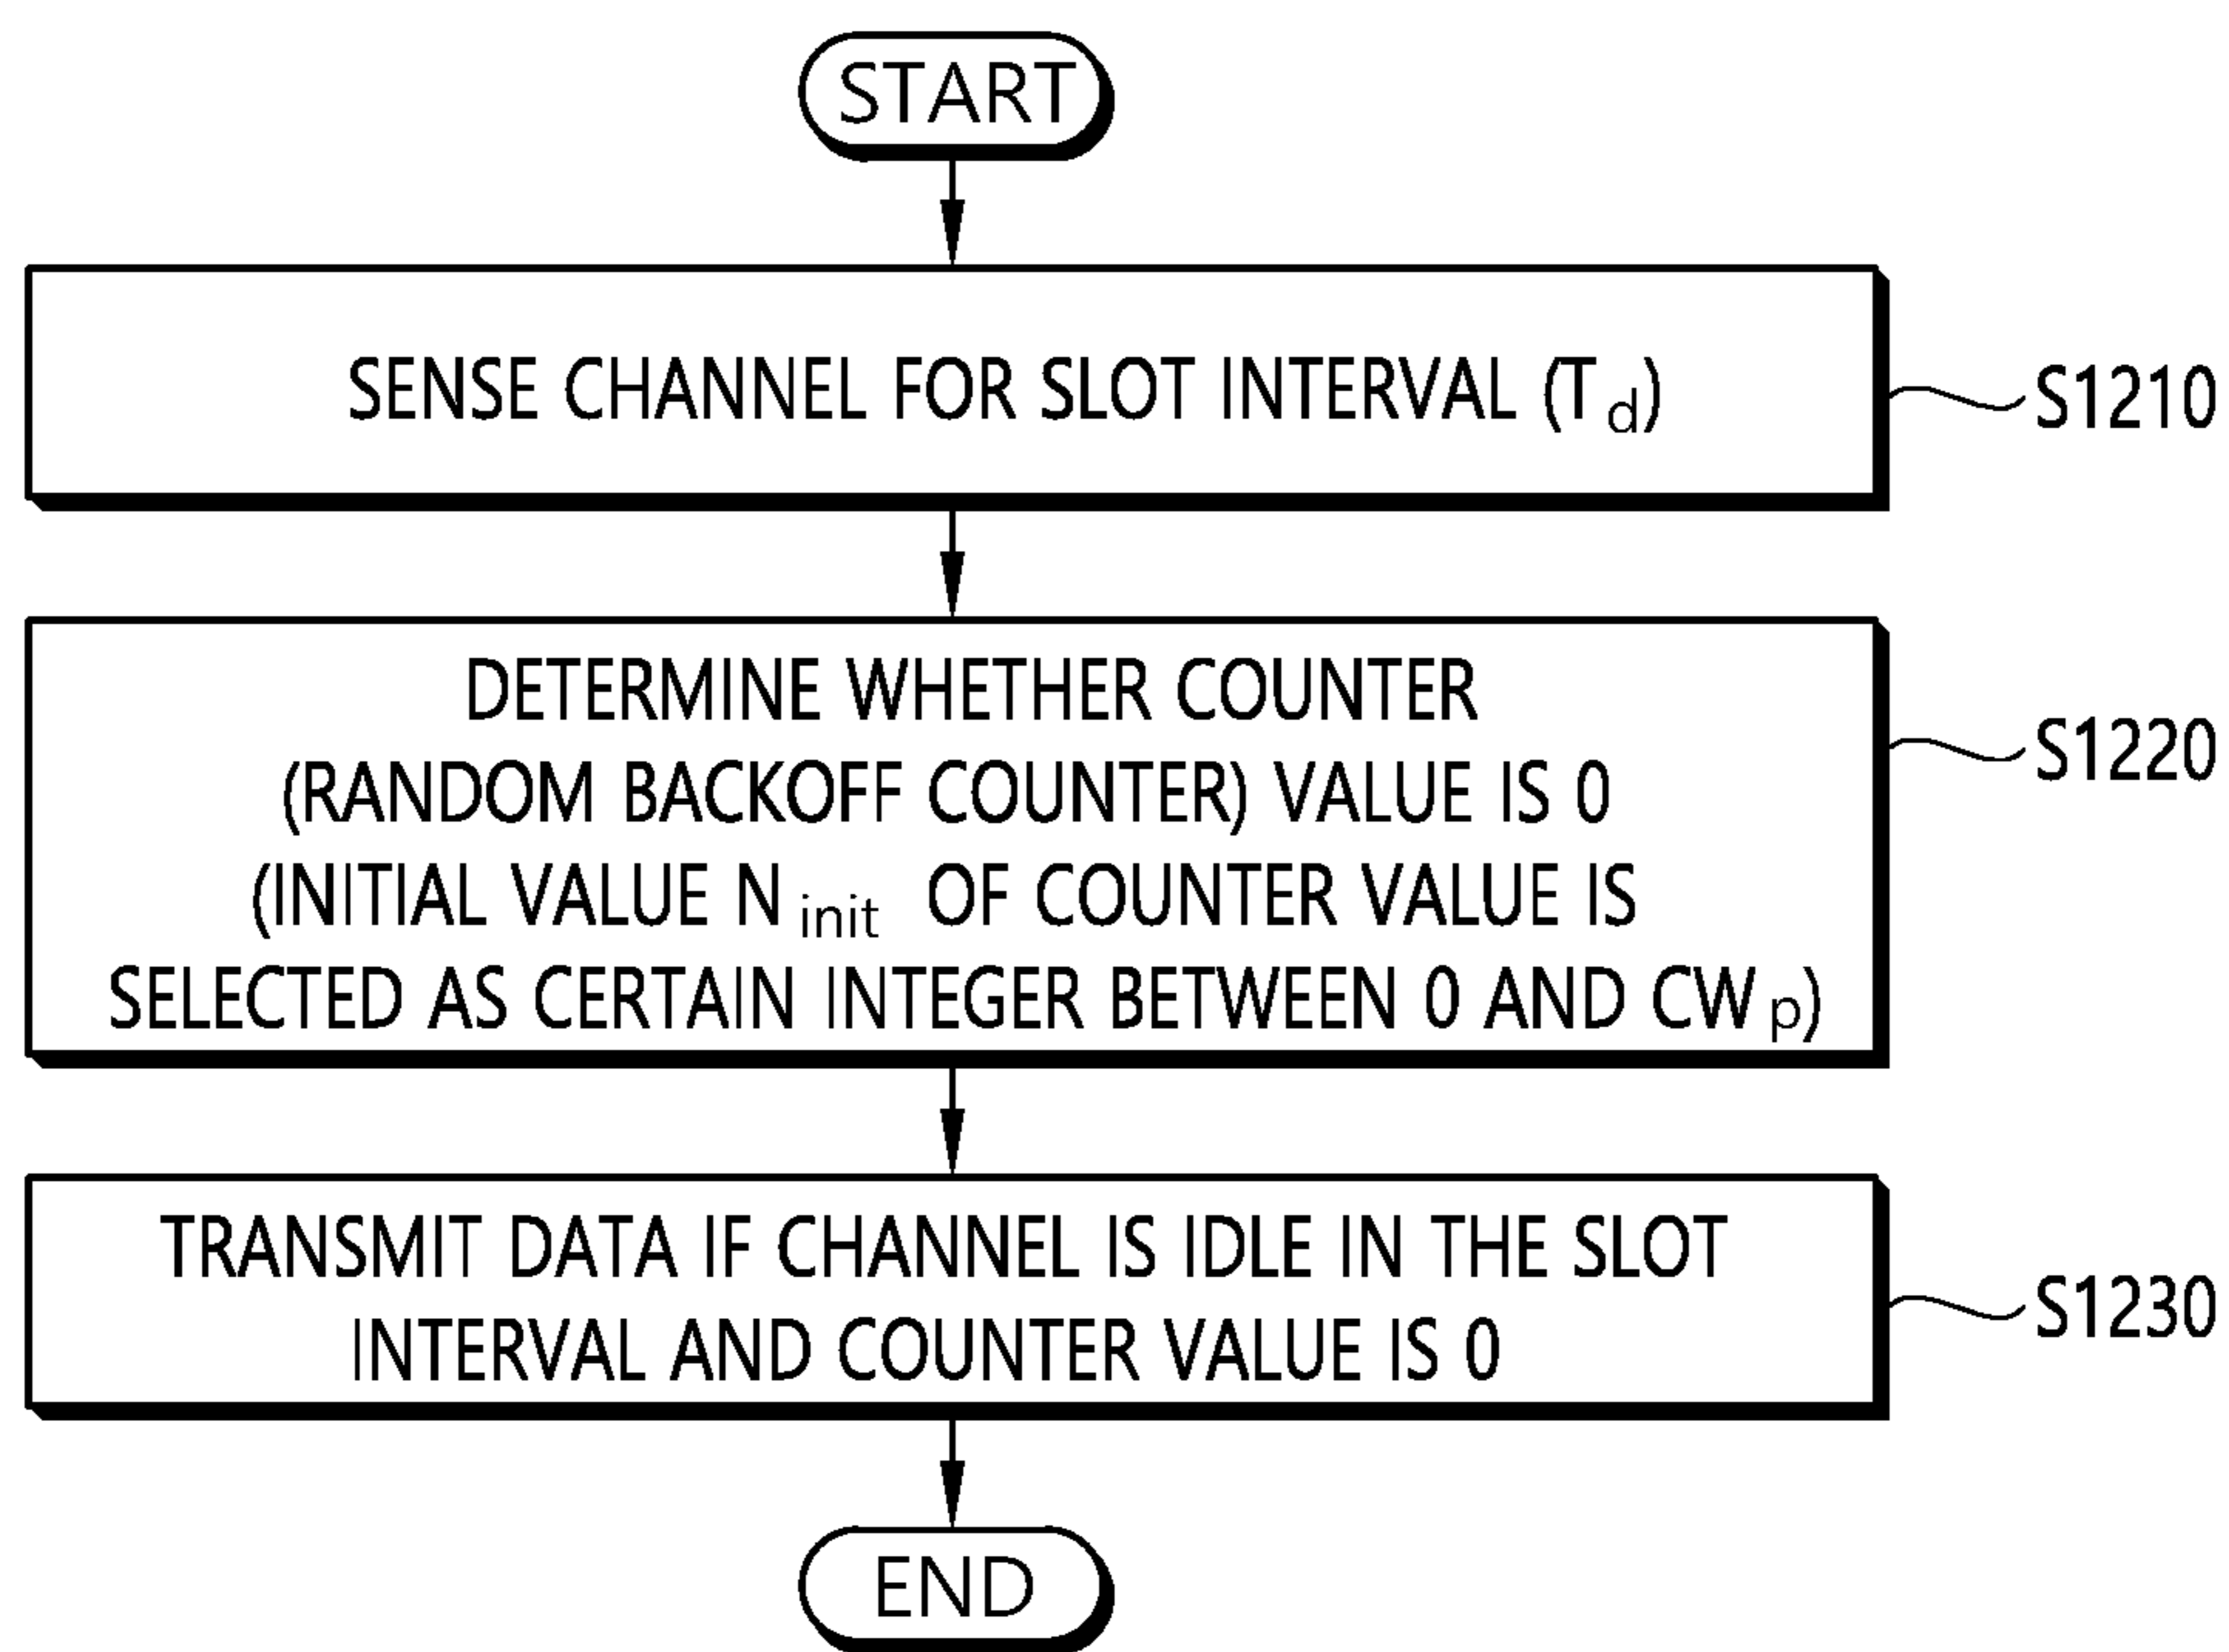 START
SENSE CHANNEL FOR SLOT INTERVAL (Td)
S1210
DETERMINE WHETHER COUNTER
(RANDOM BACKOFF COUNTER) VALUE IS 0
(INITIAL VALUE Ninit OF COUNTER VALUE IS
SELECTED AS CERTAIN INTEGER BETWEEN 0 AND CWp)
S1220
TRANSMIT DATA IF CHANNEL IS IDLE IN THE SLOT
INTERVAL AND COUNTER VALUE IS 0
S1230
END